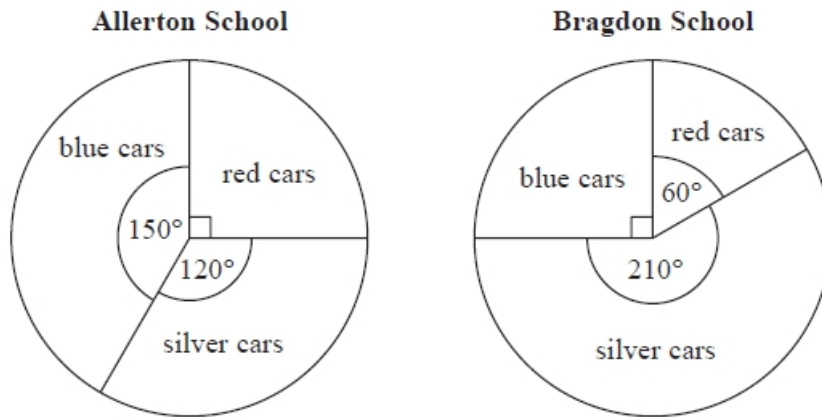 Allerton School
blue cars
red cars
150°
120°
silver cars
Bragdon School
red cars
blue cars
60°
210°
silver cars